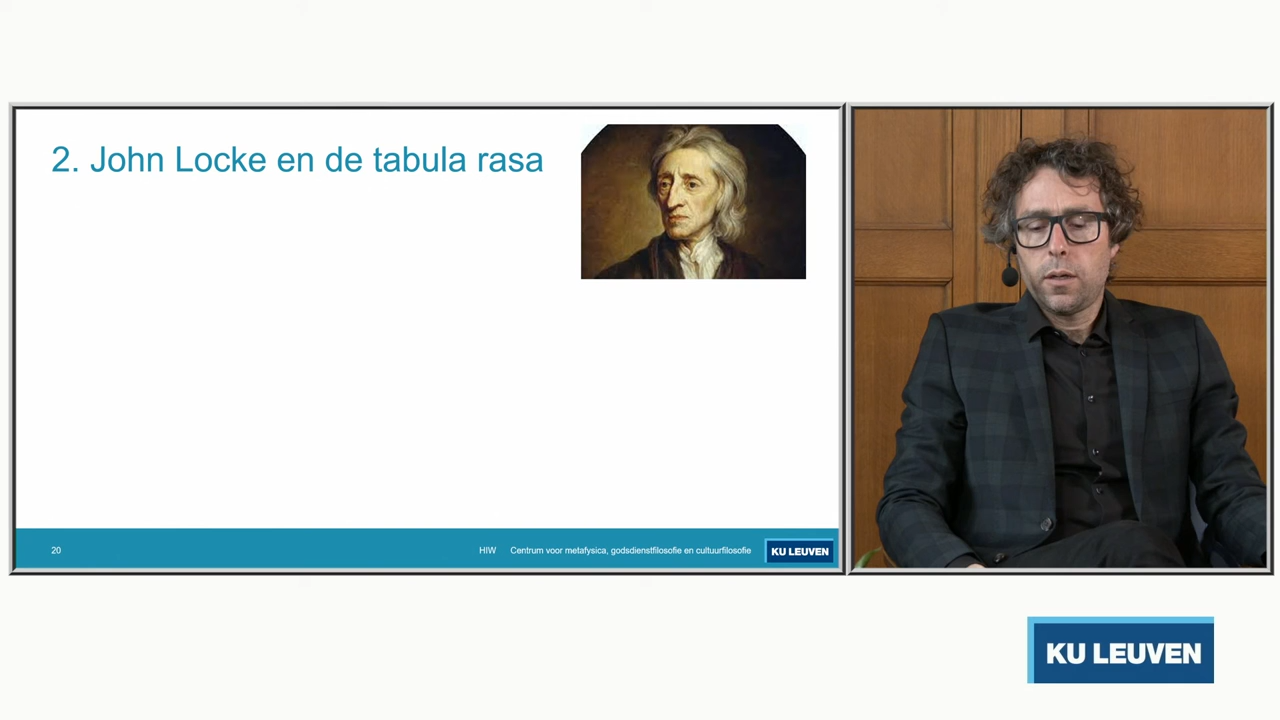 2. John Locke en de tabula rasa
20
HIW Centrum voor metafysica, godsdienstfilosofie en cultuurfilosofie
KU LEUVEN
KU LEUVEN